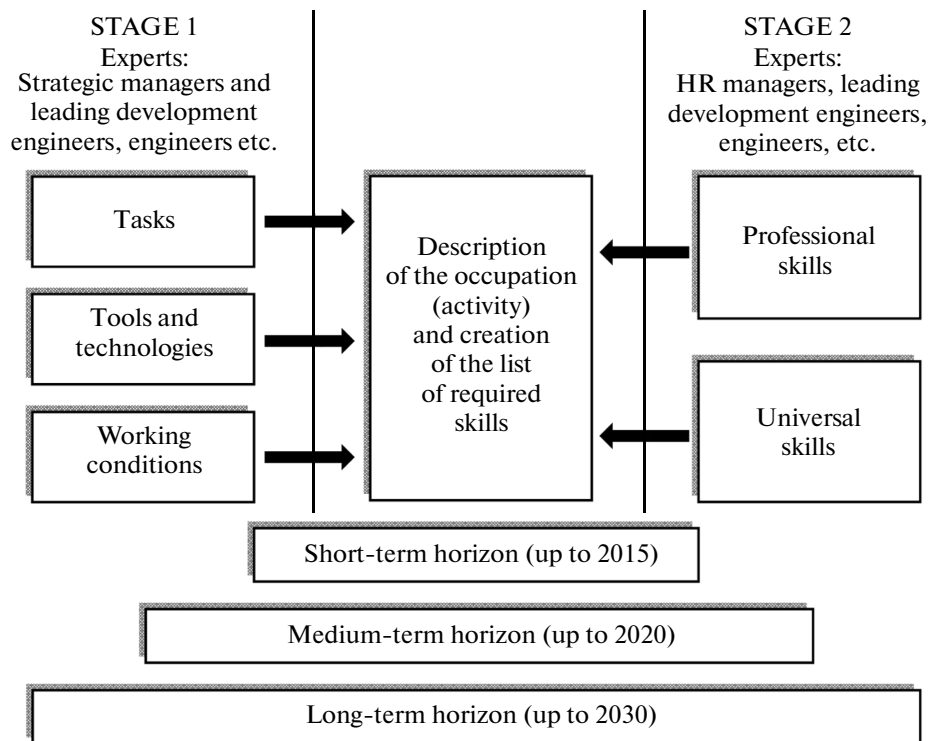 STAGE 1
Experts:
Strategic managers and
leading development
engineers, engineers etc.
Tasks
Tools and
technologies
Working
conditions
Description
of the occupation
(activity)
and creation
of the list
of required
skills
STAGE 2
Experts:
HR managers, leading
development engineers,
engineers, etc.
Professional
skills
Universal
skills
Short-term horizon (up to 2015)
Medium-term horizon (up to 2020)
Long-term horizon (up to 2030)